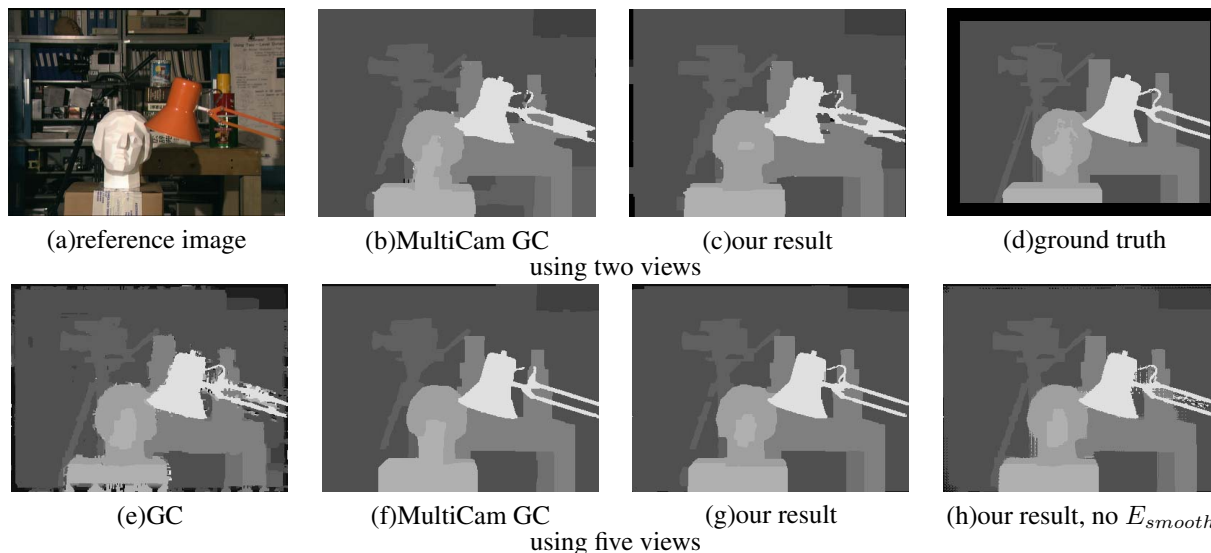 (a)reference image
(b)MultiCam GC
(c)our result
(d)ground truth
using two views
(e)GC
(f)MultiCam GC
(g)our result
(h)our result, no E_smooth
using five views